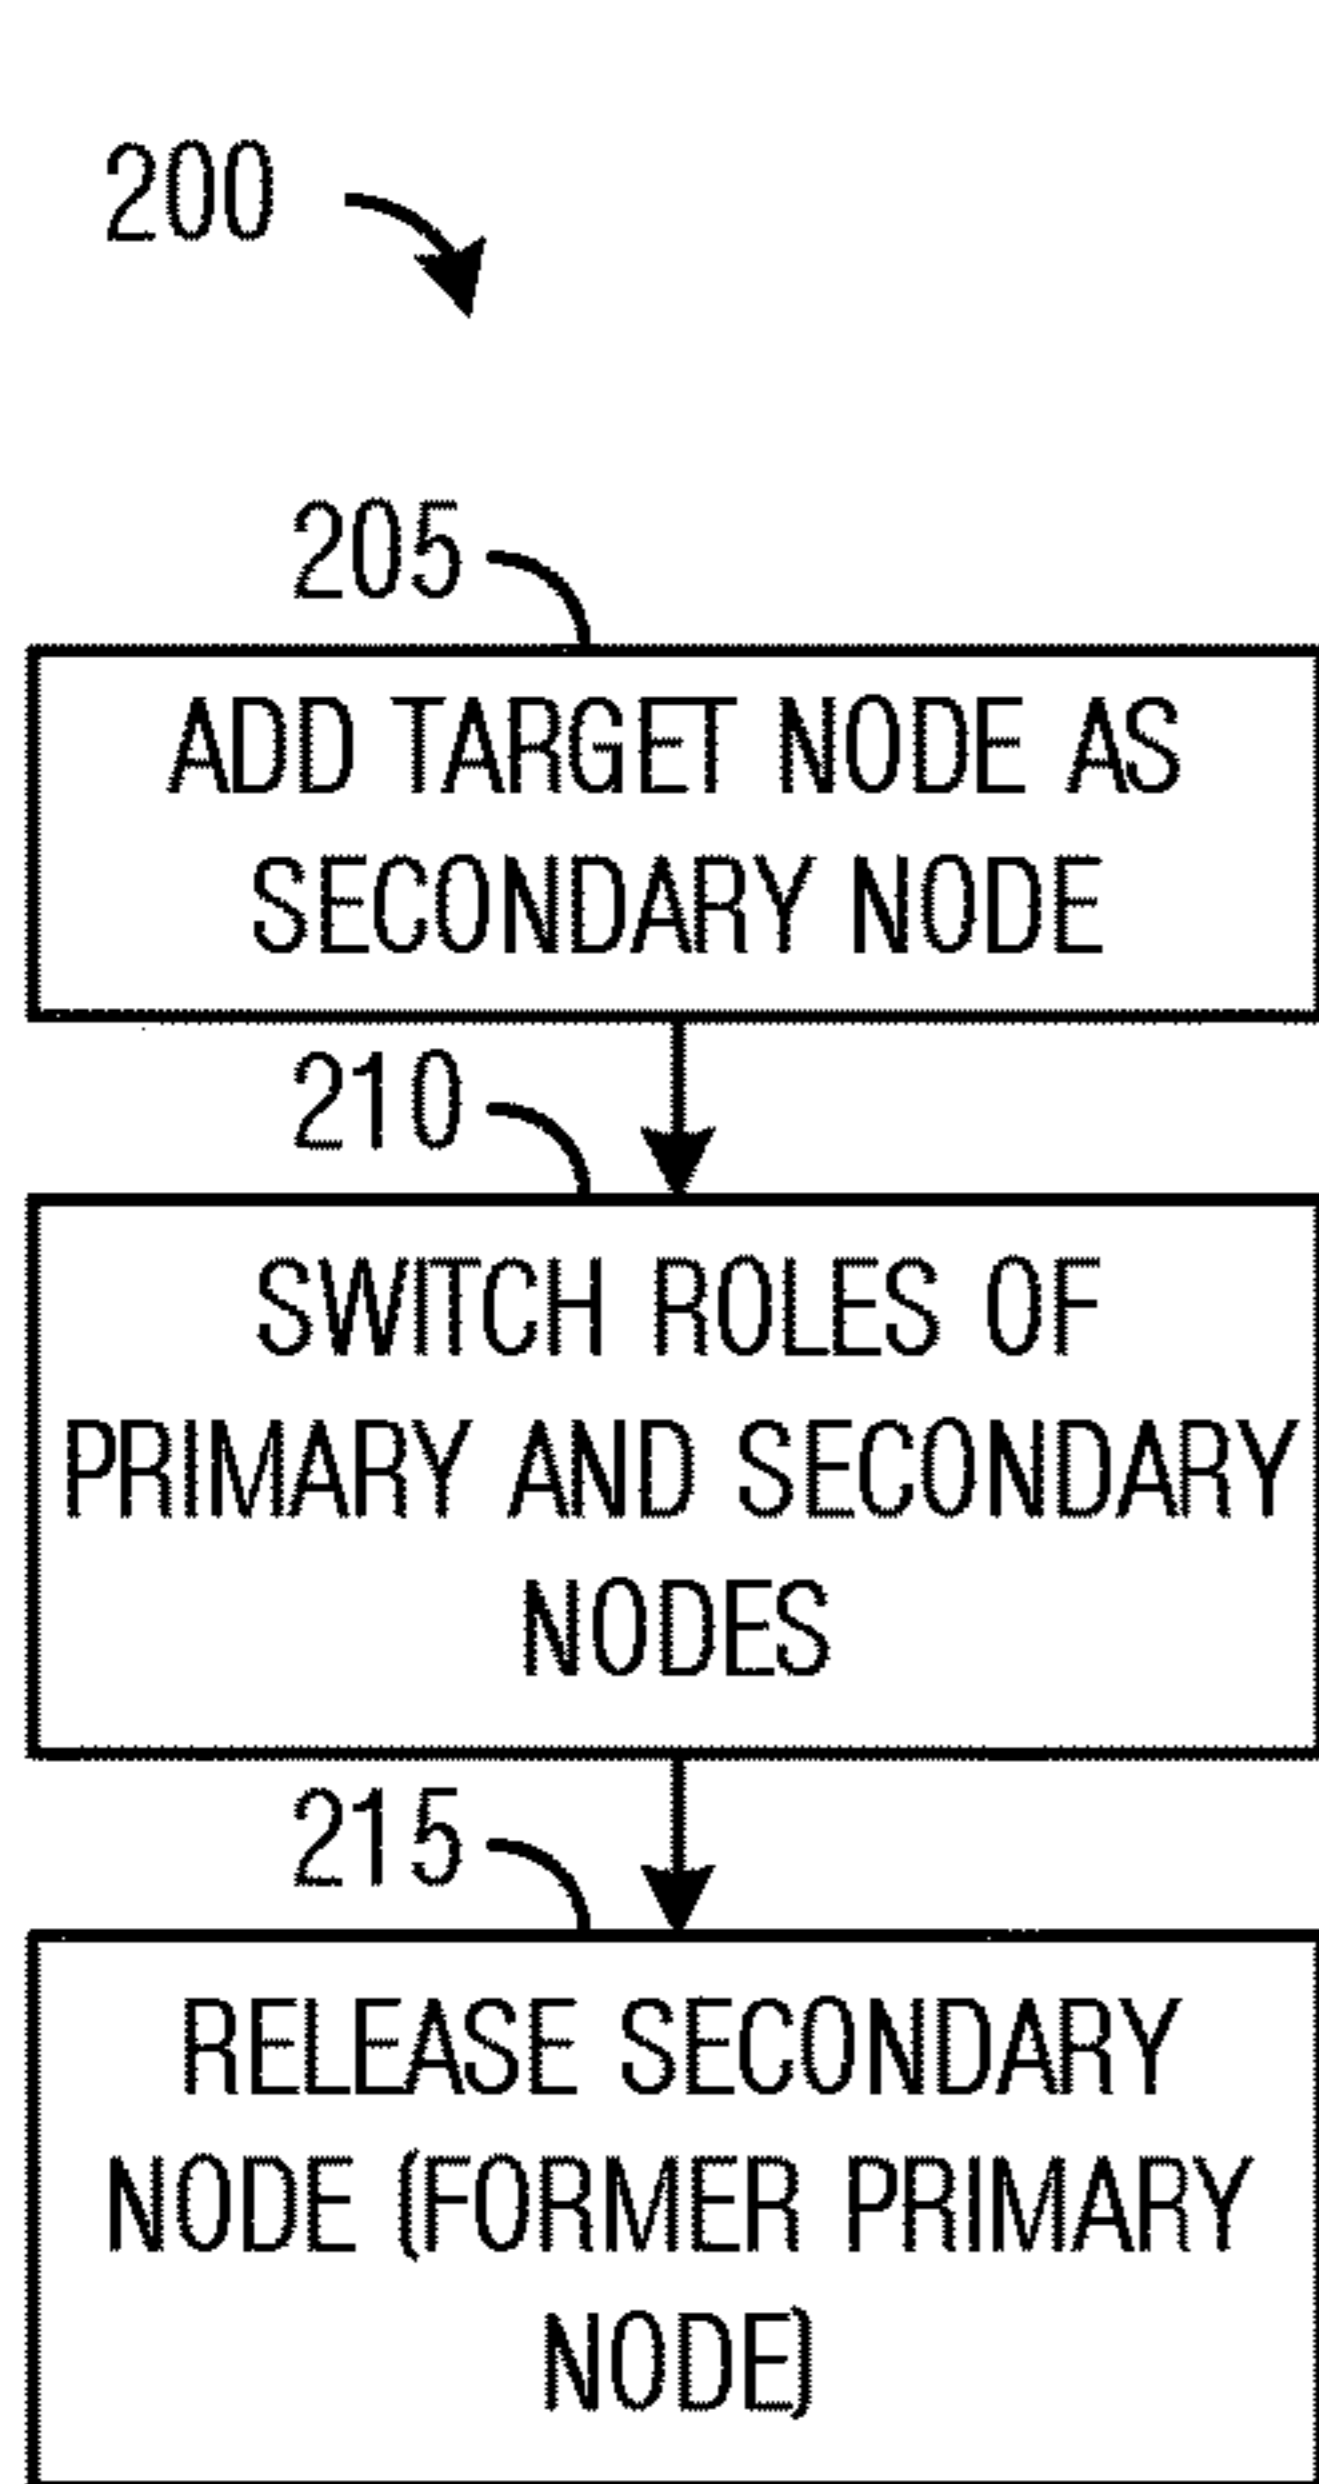 200
205
ADD TARGET NODE AS
SECONDARY NODE
210
SWITCH ROLES OF
PRIMARY AND SECONDARY
NODES
215
RELEASE SECONDARY
NODE (FORMER PRIMARY
NODE)